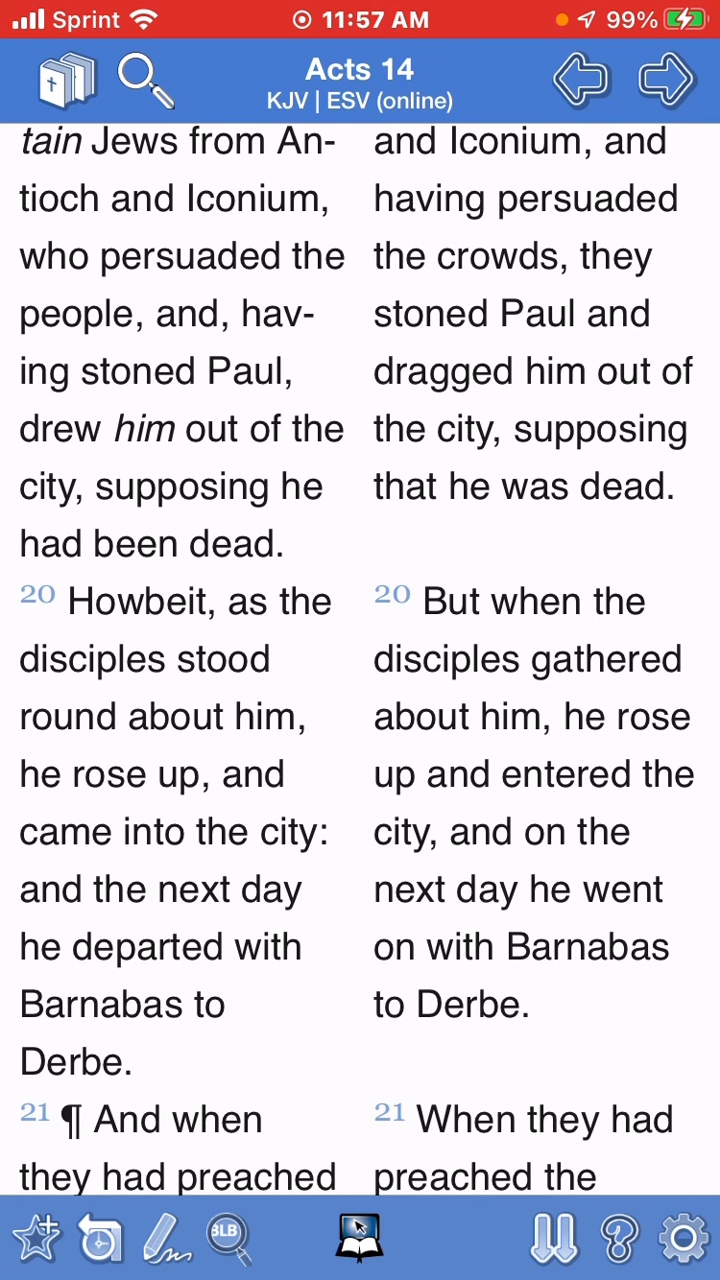 Sprint 11:57 AM 99%
Acts 14
KJV | ESV (online)
tain Jews from An-
tioch and Iconium,
who persuaded the
people, and, hav-
ing stoned Paul,
drew him out of the
city, supposing he
had been dead.
20 Howbeit, as the
disciples stood
round about him,
he rose up, and
came into the city:
and the next day
he departed with
Barnabas to
Derbe.
21 ¶ And when
they had preached
and Iconium, and
having persuaded
the crowds, they
stoned Paul and
dragged him out of
the city, supposing
that he was dead.
20 But when the
disciples gathered
about him, he rose
up and entered the
city, and on the
next day he went
on with Barnabas
to Derbe.
21 When they had
preached the
BLB